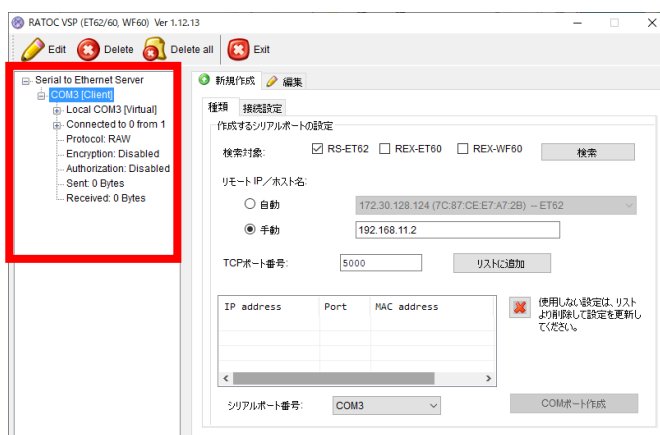 RATOC VSP (ET62/60, WF60) Ver 1.12.13
Edit Delete Delete all Exit
Serial to Ethernet Server
COM3 [Client]
Local COM3 [Virtual]
Connected to 0 from 1
Protocol: RAW
Encryption: Disabled
Authorization: Disabled
Sent: 0 Bytes
Received: 0 Bytes
新規作成 編集
種類 接続設定
作成するシリアルポートの設定
検索対象: RS-ET62 REX-ET60 REX-WF60 検索
リモート IP/ホスト名:
自動 172.30.128.124 (7C:87:CE:E7:A7:2B) -- ET62
手動 192.168.11.2
TCPポート番号: 5000 リストに追加
IP address Port MAC address
使用しない設定は、リスト
より削除して設定を更新し
てください。
シリアルポート番号: COM3 COMポート作成